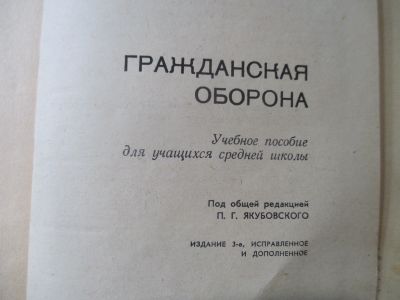 ГРАЖДАНСКАЯ
ОБОРОНА
Учебное пособие
для учащихся средней школы
Под общей редакцией
П. Г. ЯКУБОВСКОГО
ИЗДАНИЕ 3-е, ИСПРАВЛЕННОЕ
И ДОПОЛНЕННОЕ